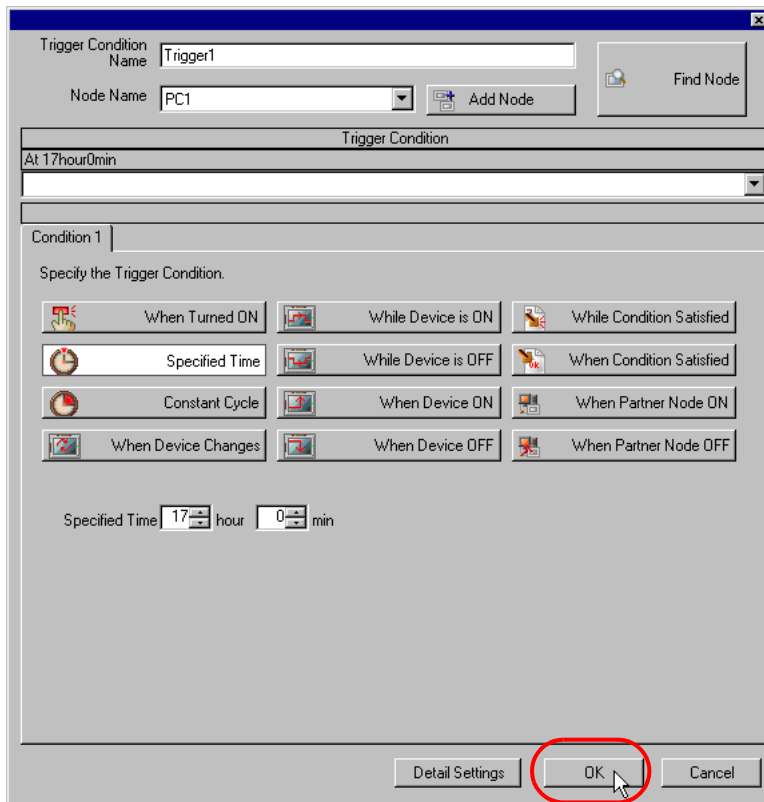 Trigger Condition
Name
Trigger1
Find Node
Node Name
PC1
Add Node
Trigger Condition
At 17hour0min
Condition 1
Specify the Trigger Condition.
When Turned ON
While Device is ON
While Condition Satisfied
Specified Time
While Device is OFF
When Condition Satisfied
Constant Cycle
When Device ON
When Partner Node ON
When Device Changes
When Device OFF
When Partner Node OFF
Specified Time 17 hour 0 min
Detail Settings
OK
Cancel